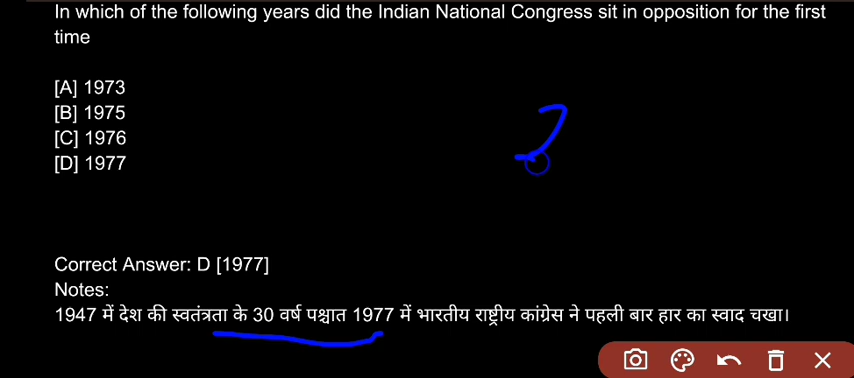 In which of the following years did the Indian National Congress sit in opposition for the first
time
[A] 1973
[B] 1975
[C] 1976
[D] 1977
Correct Answer: D [1977]
Notes:
1947 में देश की स्वतंत्रता के 30 वर्ष पश्चात 1977 में भारतीय राष्ट्रीय कांग्रेस ने पहली बार हार का स्वाद चखा।